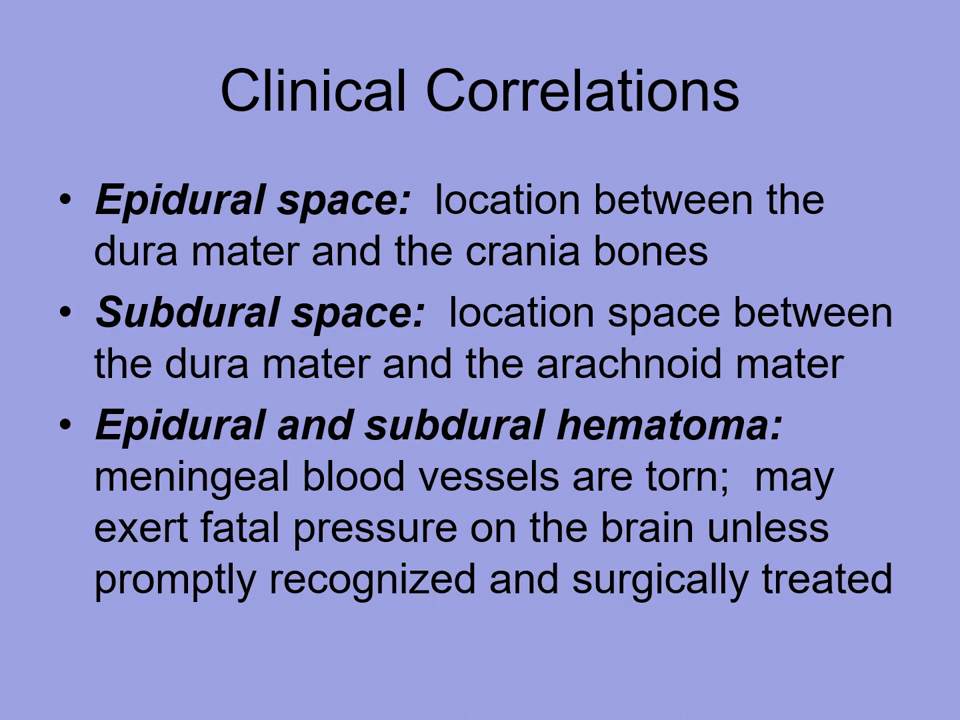 Clinical Correlations
• Epidural space:  location between the
dura mater and the crania bones
• Subdural space:  location space between
the dura mater and the arachnoid mater
• Epidural and subdural hematoma:
meningeal blood vessels are torn;  may
exert fatal pressure on the brain unless
promptly recognized and surgically treated